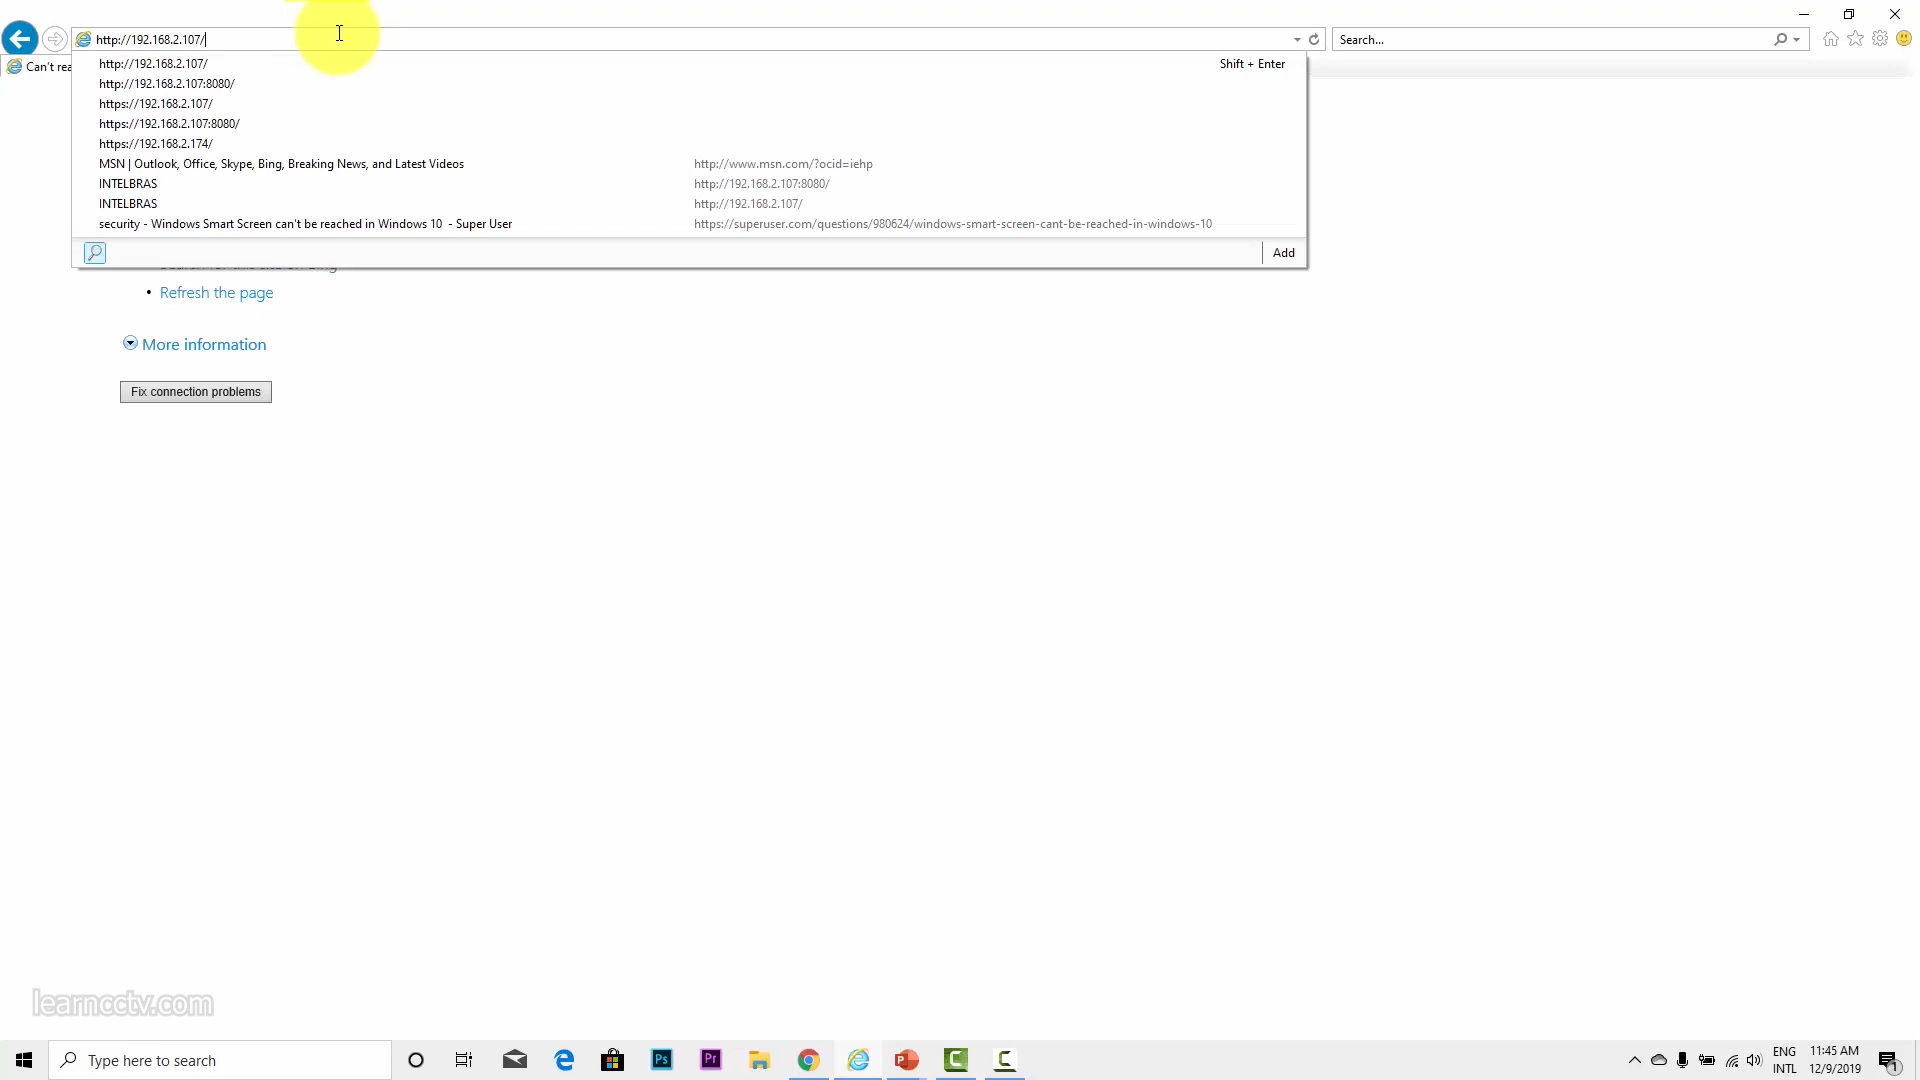 http://192.168.2.107/
Search...
Can't rea
http://192.168.2.107/ Shift + Enter
http://192.168.2.107:8080/
https://192.168.2.107/
https://192.168.2.107:8080/
https://192.168.2.174/
MSN | Outlook, Office, Skype, Bing, Breaking News, and Latest Videos http://www.msn.com/?ocid=iehp
INTELBRAS http://192.168.2.107:8080/
INTELBRAS http://192.168.2.107/
security - Windows Smart Screen can't be reached in Windows 10 - Super User https://superuser.com/questions/980624/windows-smart-screen-cant-be-reached-in-windows-10
Add
Refresh the page
More information
Fix connection problems
learncctv.com
Type here to search
Ps
Pr
P
C
C
ENG
INTL
11:45 AM
12/9/2019
1